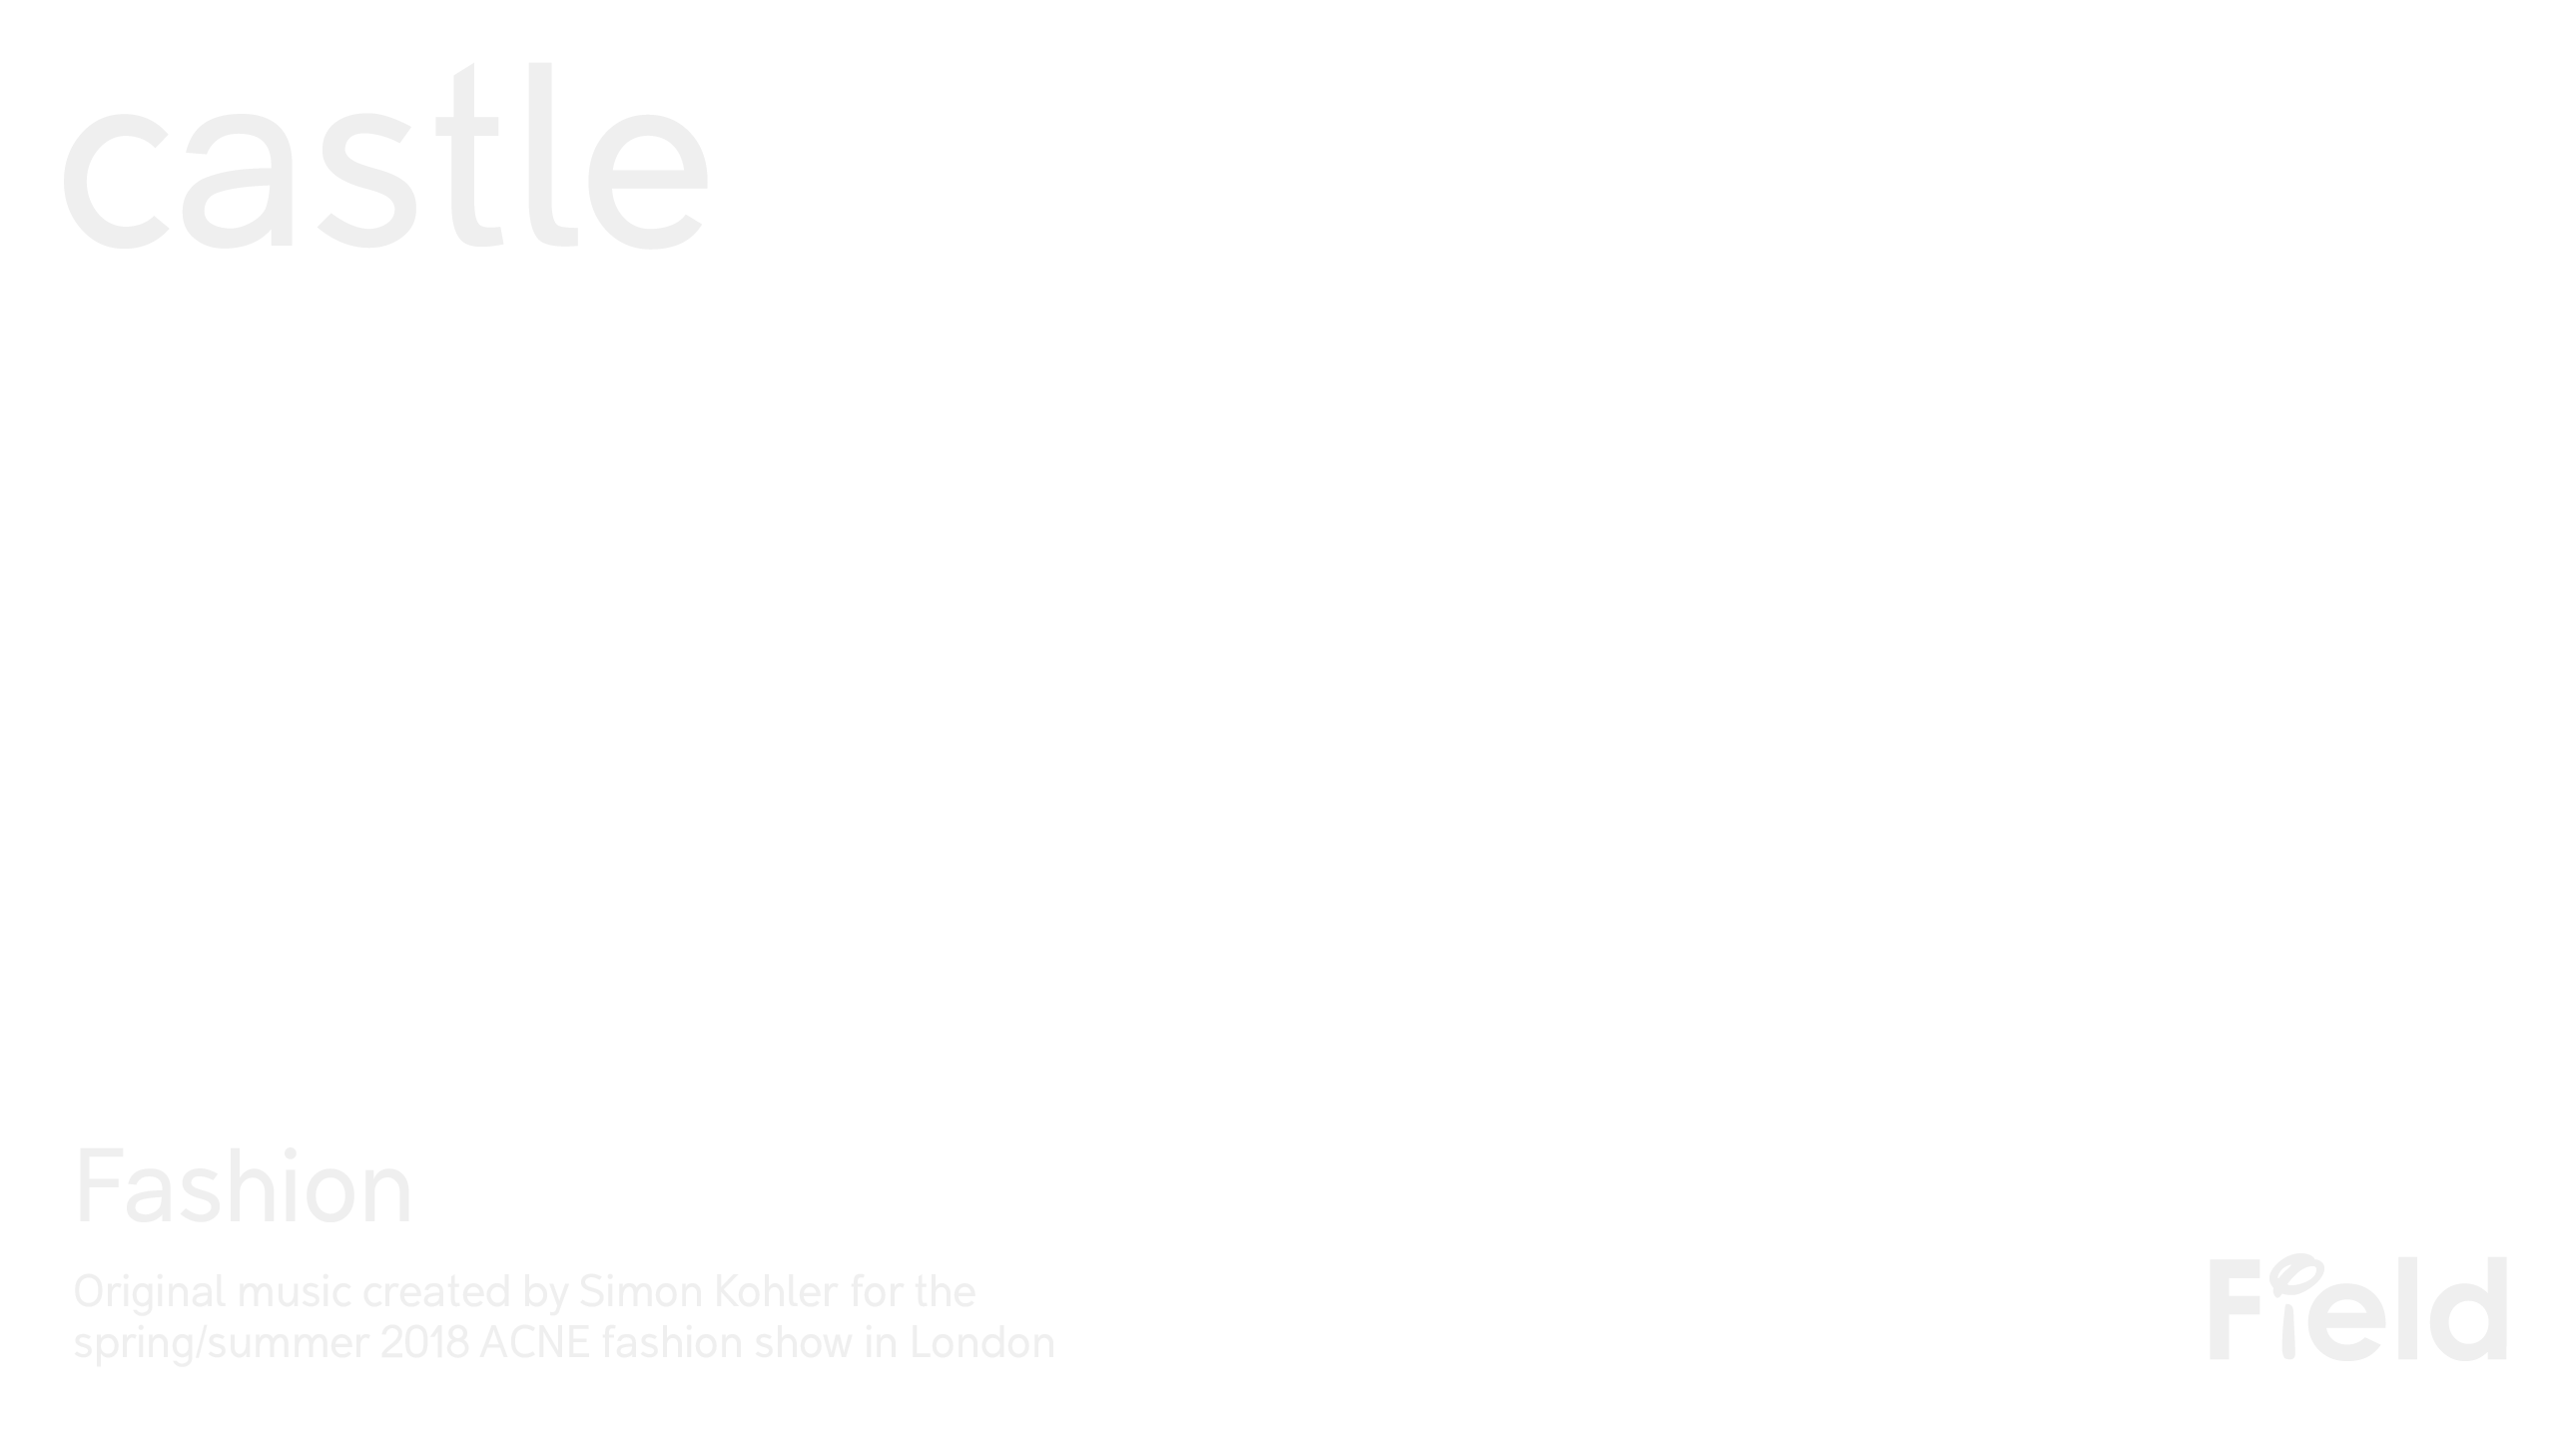 castle
Fashion
Original music created by Simon Kohler for the
spring/summer 2018 ACNE fashion show in London
Field